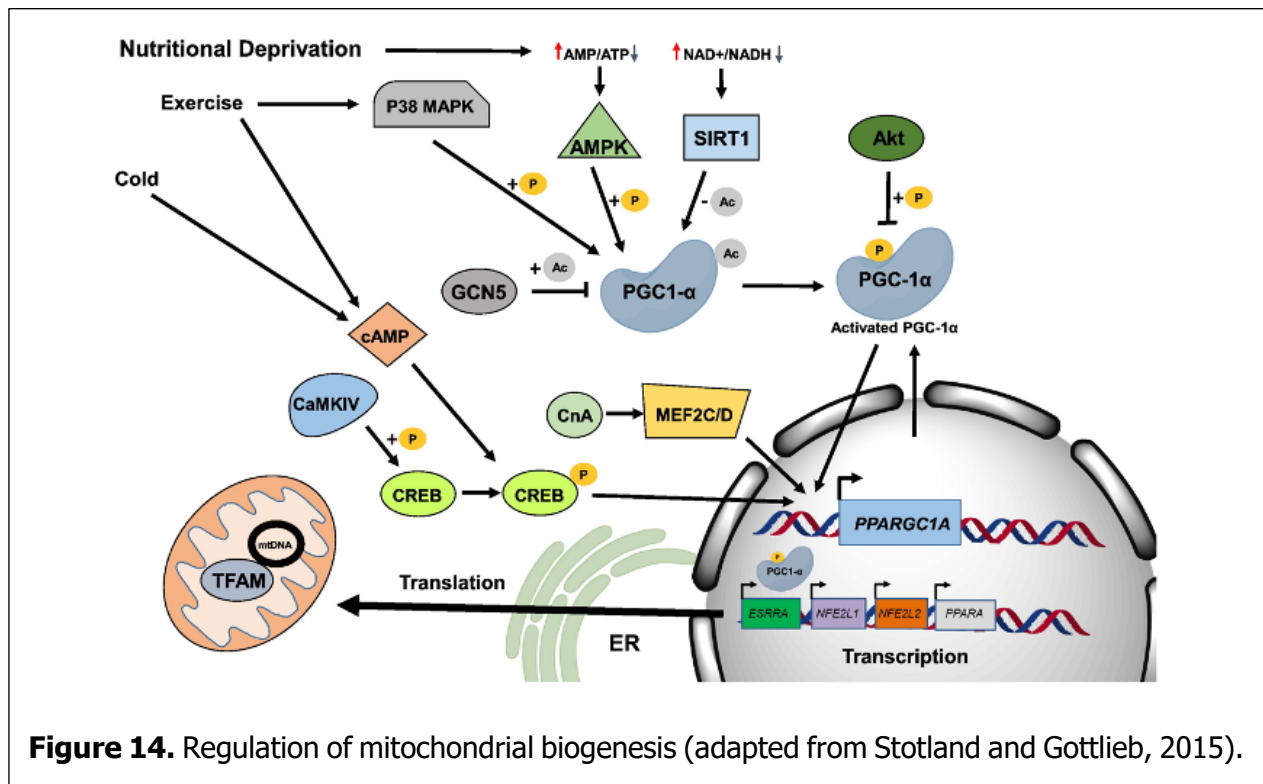 Nutritional Deprivation
↑AMP/ATP↓
↑NAD+/NADH↓
Exercise
P38 MAPK
AMPK
SIRT1
Akt
Cold
+ P
+ P
- Ac
+ P
GCN5
+ Ac
PGC1-α
Ac
P
PGC-1α
Activated PGC-1α
cAMP
CaMKIV
+ P
CnA
MEF2C/D
CREB
CREB
P
PPARGC1A
mtDNA
TFAM
Translation
ER
P
PGC1-α
ESRRA
NFE2L1
NFE2L2
PPARA
Transcription
Figure 14. Regulation of mitochondrial biogenesis (adapted from Stotland and Gottlieb, 2015).